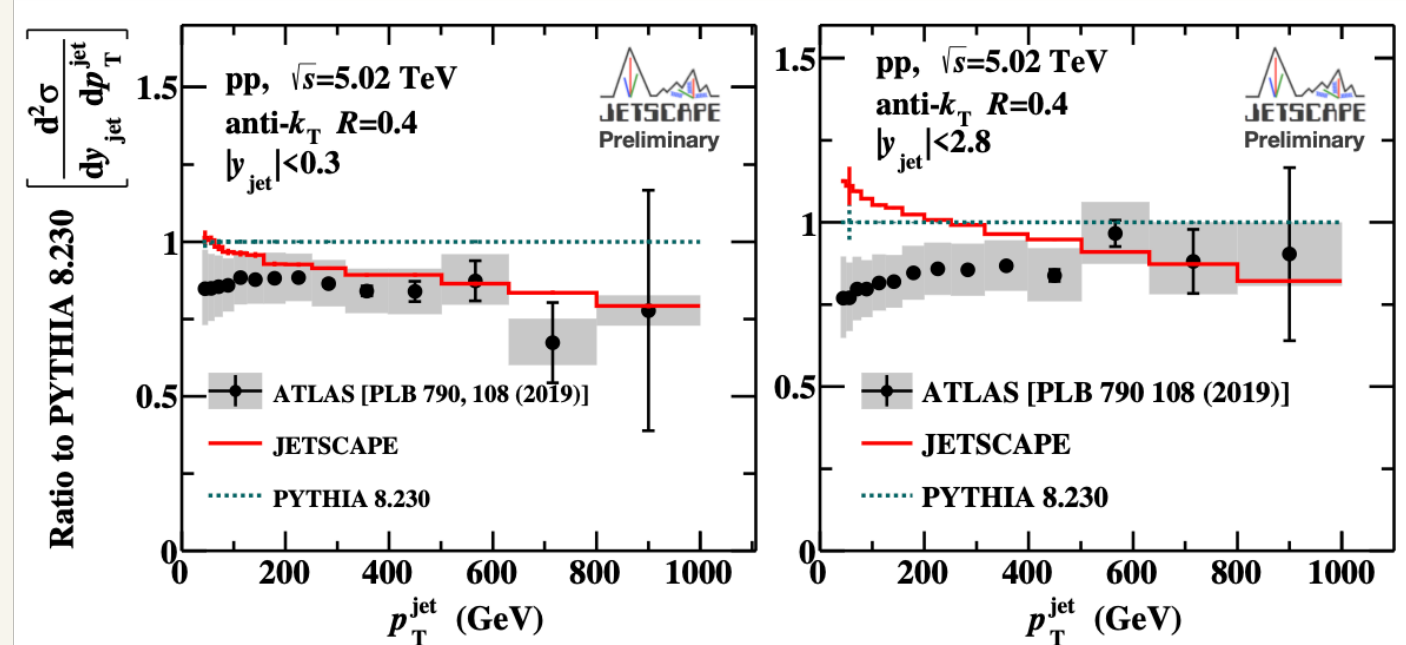 Ratio to PYTHIA 8.230 [ d²σ / dy_jet dp_T^jet ]
pp, √s=5.02 TeV
anti-k_T R=0.4
|y_jet|<0.3
JETSCAPE
Preliminary
1.5
1
0.5
0
ATLAS [PLB 790, 108 (2019)]
JETSCAPE
PYTHIA 8.230
0 200 400 600 800 1000
p_T^jet (GeV)
pp, √s=5.02 TeV
anti-k_T R=0.4
|y_jet|<2.8
JETSCAPE
Preliminary
1.5
1
0.5
0
ATLAS [PLB 790 108 (2019)]
JETSCAPE
PYTHIA 8.230
0 200 400 600 800 1000
p_T^jet (GeV)